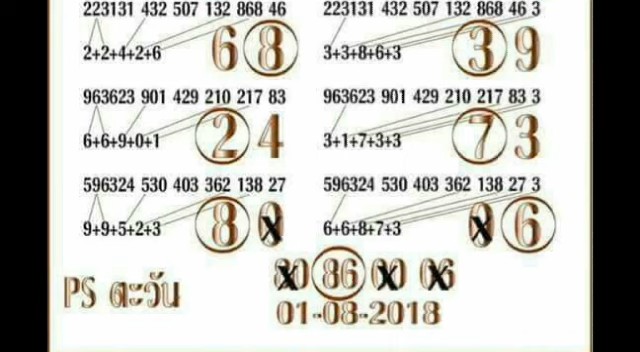 223131 432 507 132 868 46
2+2+4+2+6 6 8
223131 432 507 132 868 46 3
3+3+8+6+3 3 9
963623 901 429 210 217 83
6+6+9+0+1 2 4
963623 901 429 210 217 83 3
3+1+7+3+3 7 3
596324 530 403 362 138 27
9+9+5+2+3 8
596324 530 403 362 138 27 3
6+6+8+7+3 6
PS ตะวัน
80 86 00 06
01-08-2018